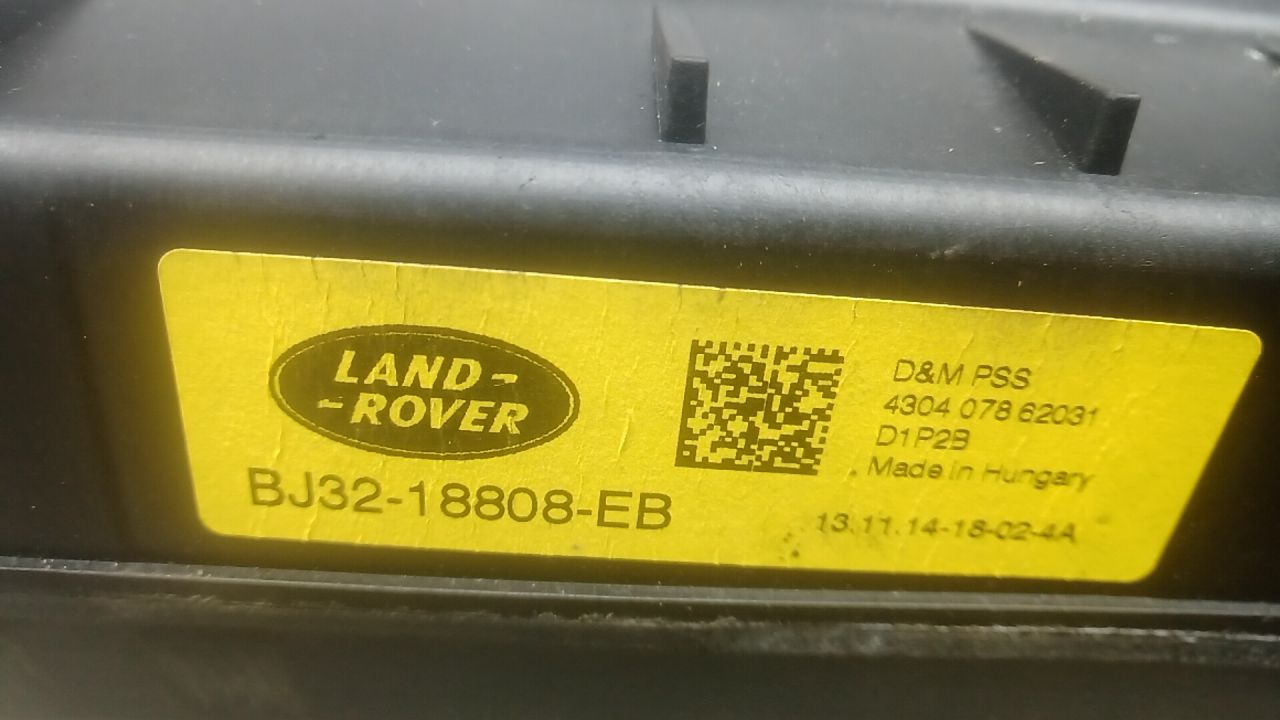 LAND-
-ROVER
BJ32-18808-EB
D&M PSS
4304 078 62031
D1P2B
Made in Hungary
13.11.14-18-02-4A